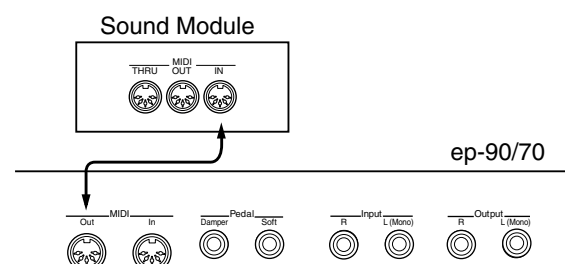 Sound Module
MIDI
THRU OUT IN
ep-90/70
MIDI Pedal Input Output
Out In Damper Soft R L (Mono) R L (Mono)